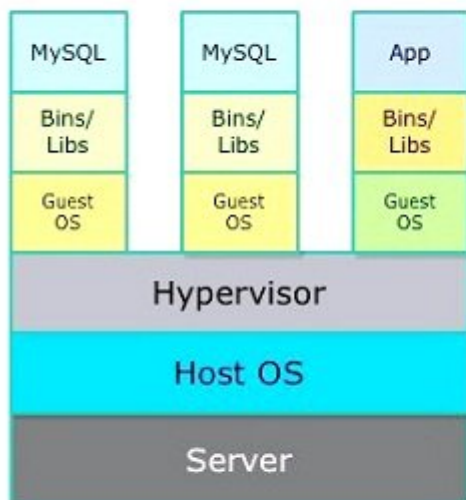 MySQL
MySQL
App
Bins/
Libs
Bins/
Libs
Bins/
Libs
Guest
OS
Guest
OS
Guest
OS
Hypervisor
Host OS
Server